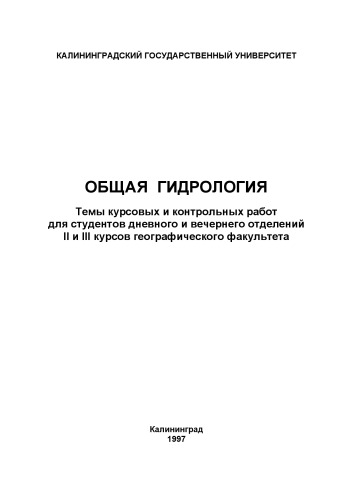 КАЛИНИНГРАДСКИЙ ГОСУДАРСТВЕННЫЙ УНИВЕРСИТЕТ
ОБЩАЯ ГИДРОЛОГИЯ
Темы курсовых и контрольных работ
для студентов дневного и вечернего отделений
II и III курсов географического факультета
Калининград
1997